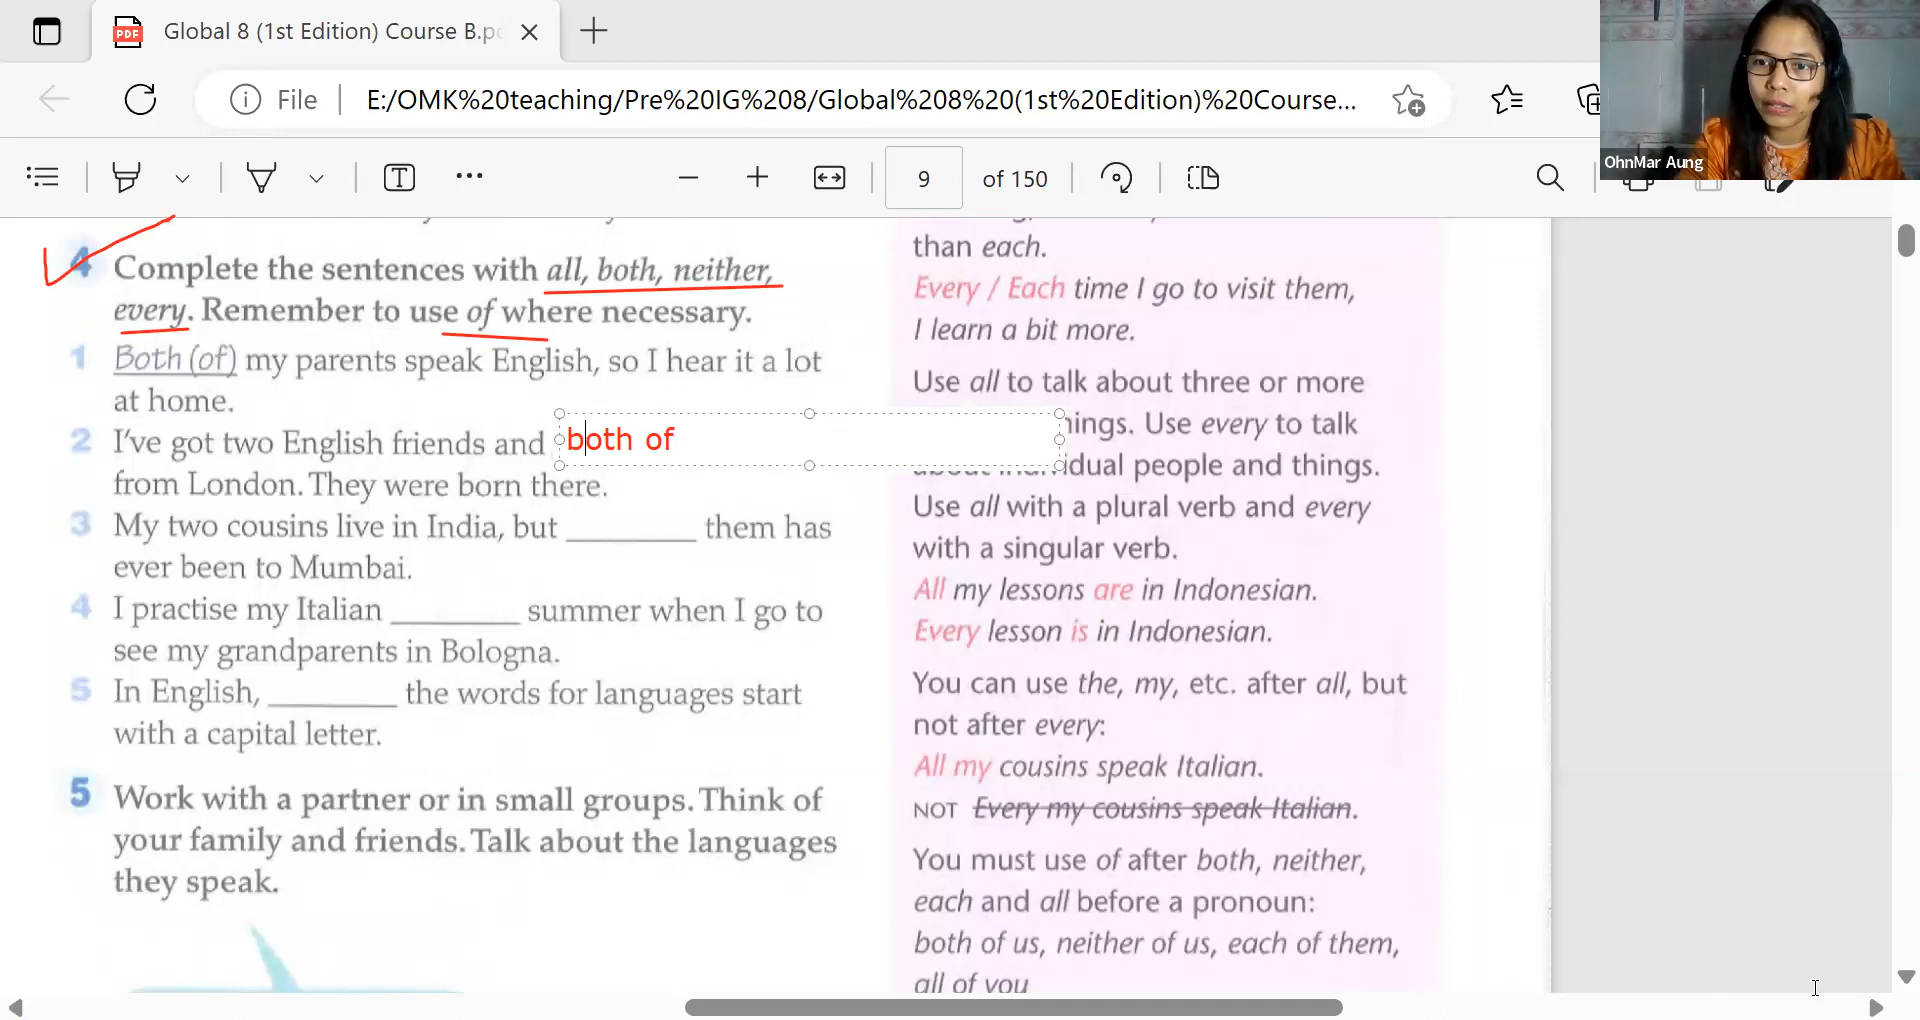 Global 8 (1st Edition) Course B.pd
File
E:/OMK%20teaching/Pre%20IG%208/Global%208%20(1st%20Edition)%20Course...
9 of 150
OhnMar Aung
4 Complete the sentences with all, both, neither,
every. Remember to use of where necessary.
1 Both (of) my parents speak English, so I hear it a lot
at home.
2 I've got two English friends and both of
from London. They were born there.
3 My two cousins live in India, but ________ them has
ever been to Mumbai.
4 I practise my Italian ________ summer when I go to
see my grandparents in Bologna.
5 In English, ________ the words for languages start
with a capital letter.
5 Work with a partner or in small groups. Think of
your family and friends. Talk about the languages
they speak.
than each.
Every / Each time I go to visit them,
I learn a bit more.
Use all to talk about three or more
hings. Use every to talk
dual people and things.
Use all with a plural verb and every
with a singular verb.
All my lessons are in Indonesian.
Every lesson is in Indonesian.
You can use the, my, etc. after all, but
not after every:
All my cousins speak Italian.
NOT Every my cousins speak Italian.
You must use of after both, neither,
each and all before a pronoun:
both of us, neither of us, each of them,
all of you